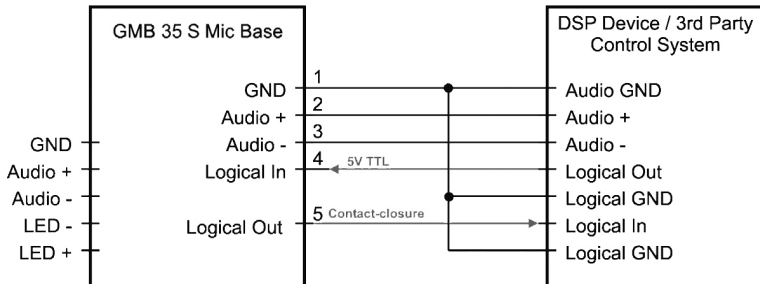 GMB 35 S Mic Base
DSP Device / 3rd Party
Control System
GND
1
Audio GND
Audio +
2
Audio +
GND
Audio -
3
Audio -
Audio +
Logical In
4
5V TTL
Logical Out
Audio -
Logical GND
LED -
Logical Out
5
Contact-closure
Logical In
LED +
Logical GND